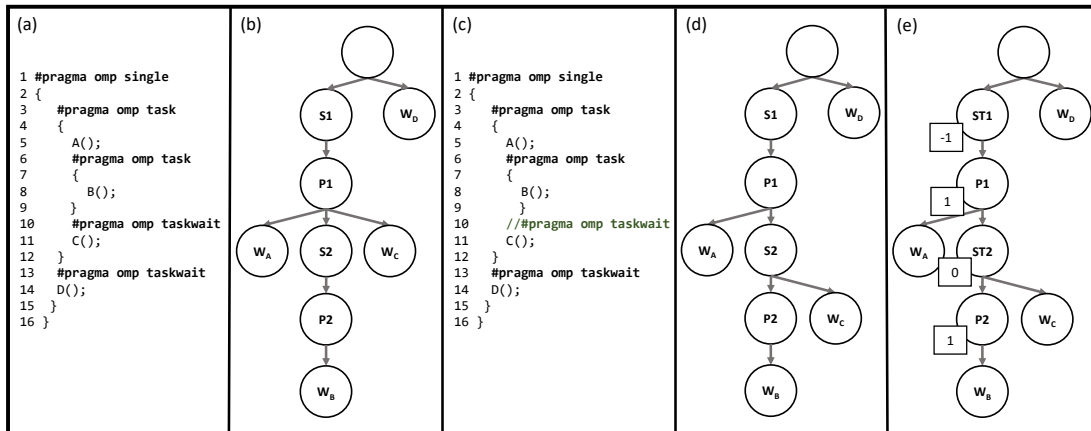 (a)
1 #pragma omp single
2 {
3 #pragma omp task
4 {
5 A();
6 #pragma omp task
7 {
8 B();
9 }
10 #pragma omp taskwait
11 C();
12 }
13 #pragma omp taskwait
14 D();
15 }
16 }
(b)
S1
WD
P1
WA
S2
WC
P2
WB
(c)
1 #pragma omp single
2 {
3 #pragma omp task
4 {
5 A();
6 #pragma omp task
7 {
8 B();
9 }
10 //#pragma omp taskwait
11 C();
12 }
13 #pragma omp taskwait
14 D();
15 }
16 }
(d)
S1
WD
P1
WA
S2
P2
WC
WB
(e)
ST1
WD
-1
P1
1
WA
ST2
0
P2
WC
1
WB